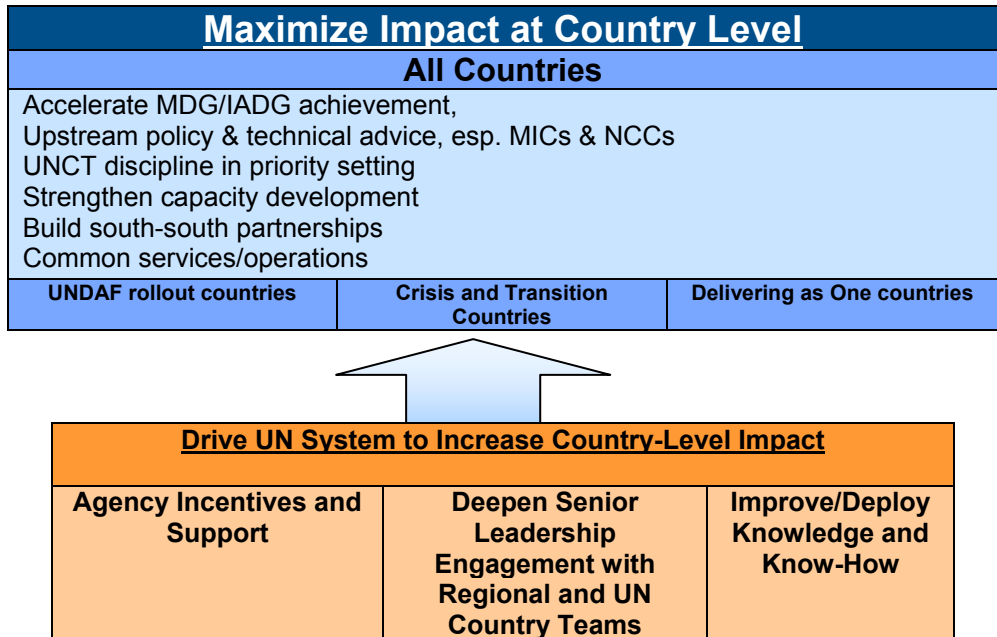 Maximize Impact at Country Level
All Countries
Accelerate MDG/IADG achievement,
Upstream policy & technical advice, esp. MICs & NCCs
UNCT discipline in priority setting
Strengthen capacity development
Build south-south partnerships
Common services/operations
UNDAF rollout countries
Crisis and Transition
Countries
Delivering as One countries
Drive UN System to Increase Country-Level Impact
Agency Incentives and
Support
Deepen Senior
Leadership
Engagement with
Regional and UN
Country Teams
Improve/Deploy
Knowledge and
Know-How